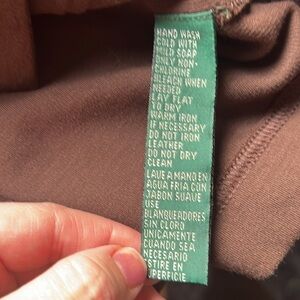 HAND WASH
COLD WITH
MILD SOAP
ONLY NON-
CHLORINE
BLEACH WHEN
NEEDED
LAY FLAT
TO DRY
WARM IRON
IF NECESSARY
DO NOT IRON
LEATHER
DO NOT DRY
CLEAN
LAVE A MANO EN
AGUA FRIA CON
JABON SUAVE
USE
BLANQUEADORES
SIN CLORO
UNICAMENTE
CUANDO SEA
NECESARIO
ESTIRE EN
SUPERFICIE